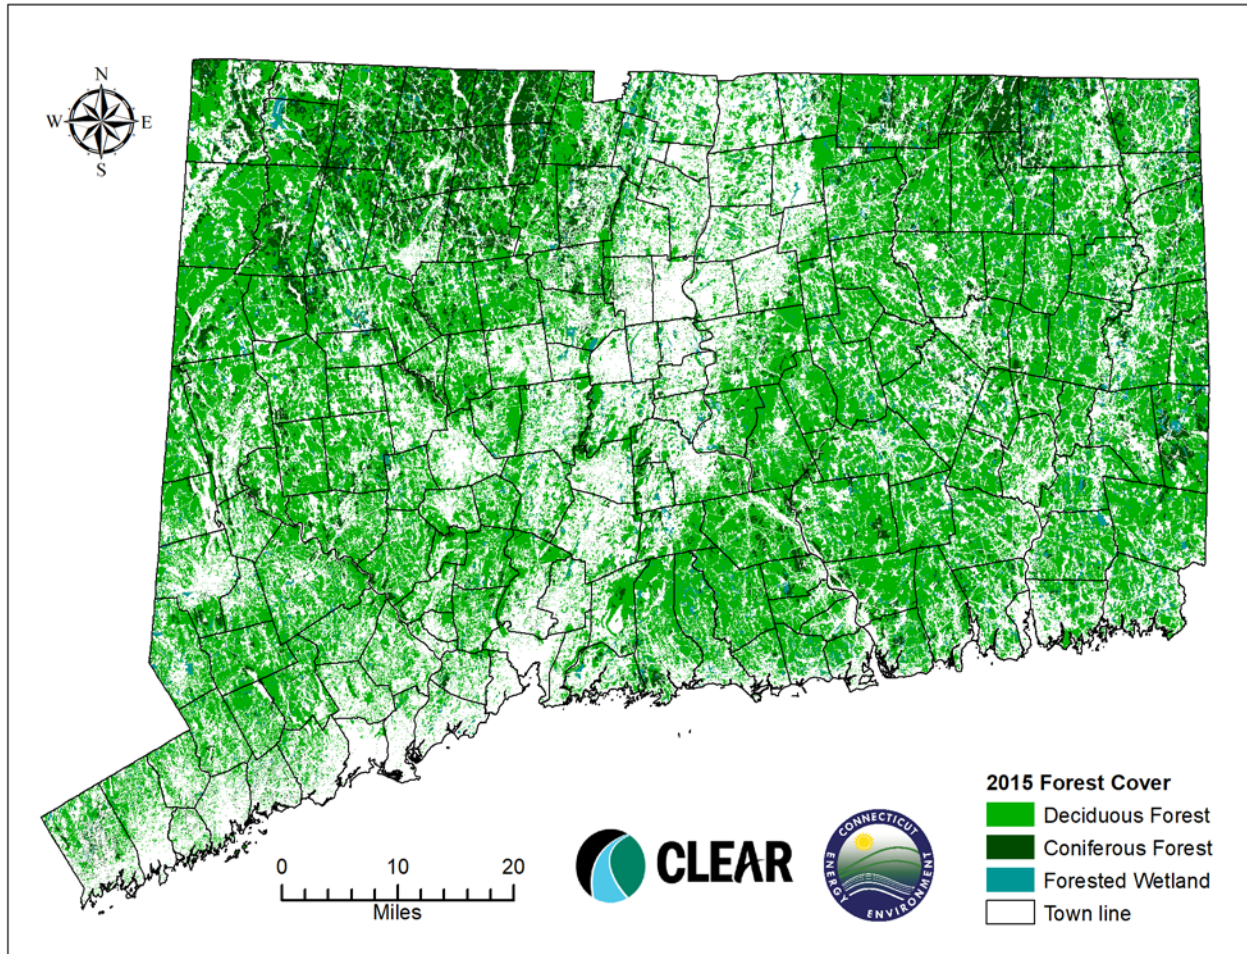 N
W E
S
2015 Forest Cover
Deciduous Forest
Coniferous Forest
Forested Wetland
Town line
0 10 20
Miles
CLEAR
CONNECTICUT
ENERGY
ENVIRONMENT